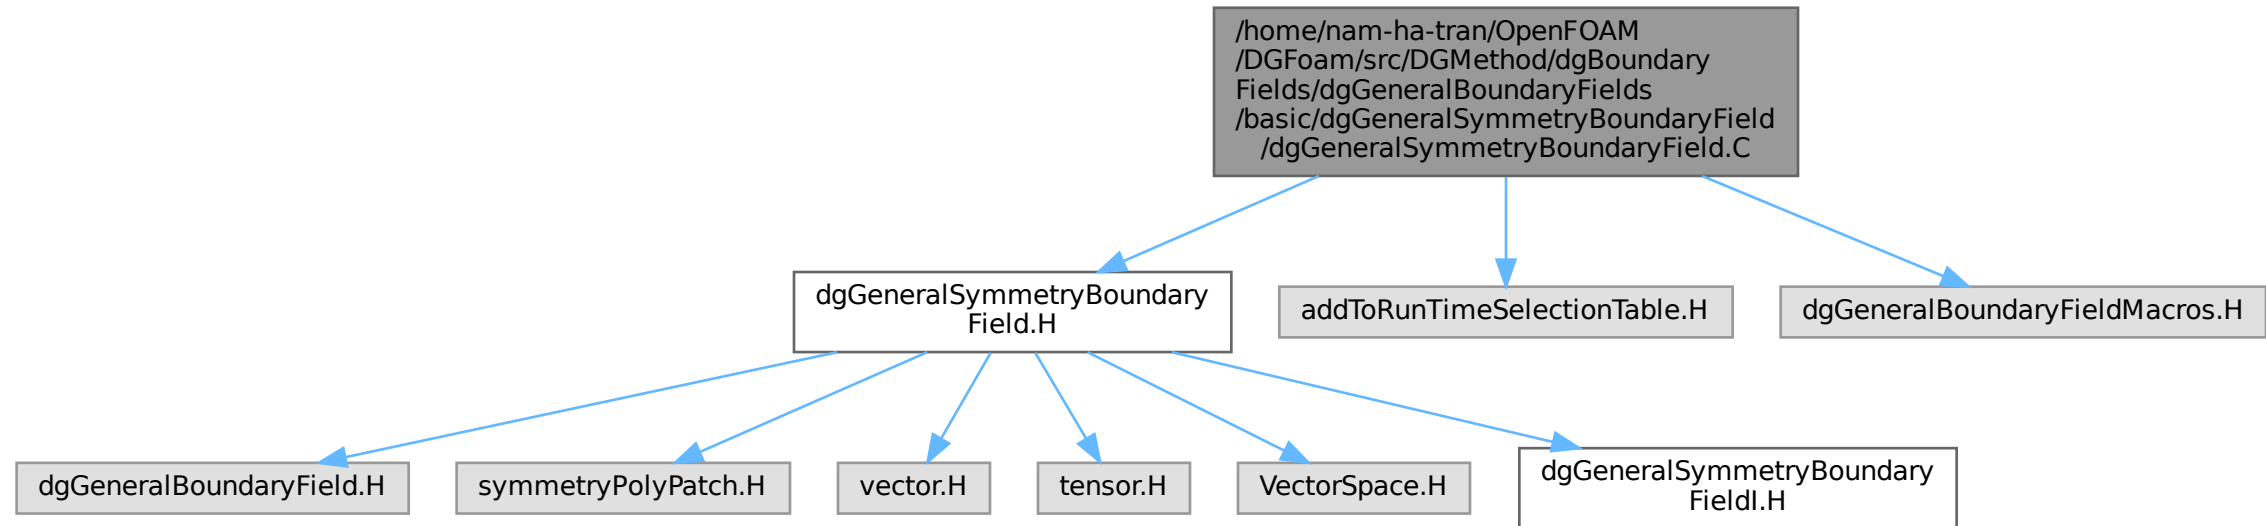 /home/nam-ha-tran/OpenFOAM
/DGFoam/src/DGMethod/dgBoundary
Fields/dgGeneralBoundaryFields
/basic/dgGeneralSymmetryBoundaryField
/dgGeneralSymmetryBoundaryField.C
dgGeneralSymmetryBoundary
Field.H
addToRunTimeSelectionTable.H
dgGeneralBoundaryFieldMacros.H
dgGeneralBoundaryField.H
symmetryPolyPatch.H
vector.H
tensor.H
VectorSpace.H
dgGeneralSymmetryBoundary
FieldI.H